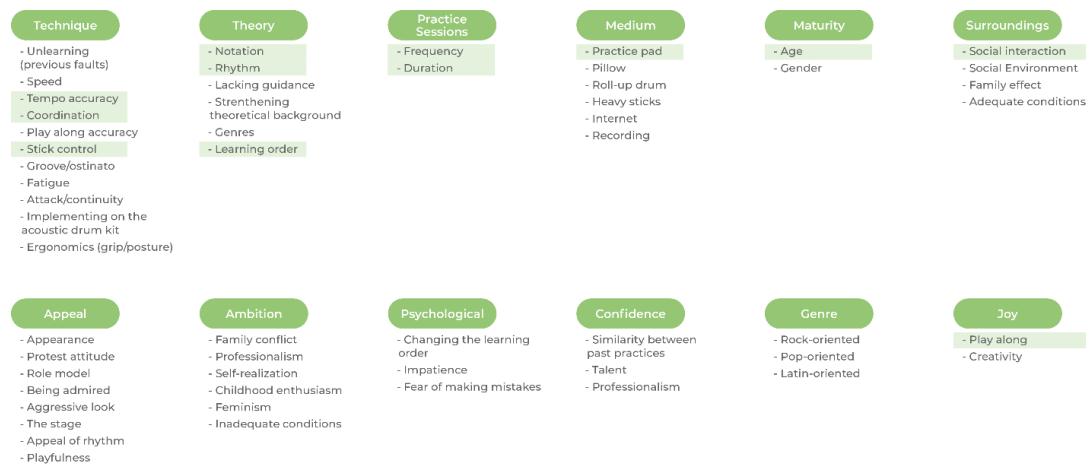 Technique
- Unlearning
(previous faults)
- Speed
- Tempo accuracy
- Coordination
- Play along accuracy
- Stick control
- Groove/ostinato
- Fatigue
- Attack/continuity
- Implementing on the
acoustic drum kit
- Ergonomics (grip/posture)
Theory
- Notation
- Rhythm
- Lacking guidance
- Strenthening
theoretical background
- Genres
- Learning order
Practice
Sessions
- Frequency
- Duration
Medium
- Practice pad
- Pillow
- Roll-up drum
- Heavy sticks
- Internet
- Recording
Maturity
- Age
- Gender
Surroundings
- Social interaction
- Social Environment
- Family effect
- Adequate conditions
Appeal
- Appearance
- Protest attitude
- Role model
- Being admired
- Aggressive look
- The stage
- Appeal of rhythm
- Playfulness
Ambition
- Family conflict
- Professionalism
- Self-realization
- Childhood enthusiasm
- Feminism
- Inadequate conditions
Psychological
- Changing the learning
order
- Impatience
- Fear of making mistakes
Confidence
- Similarity between
past practices
- Talent
- Professionalism
Genre
- Rock-oriented
- Pop-oriented
- Latin-oriented
Joy
- Play along
- Creativity